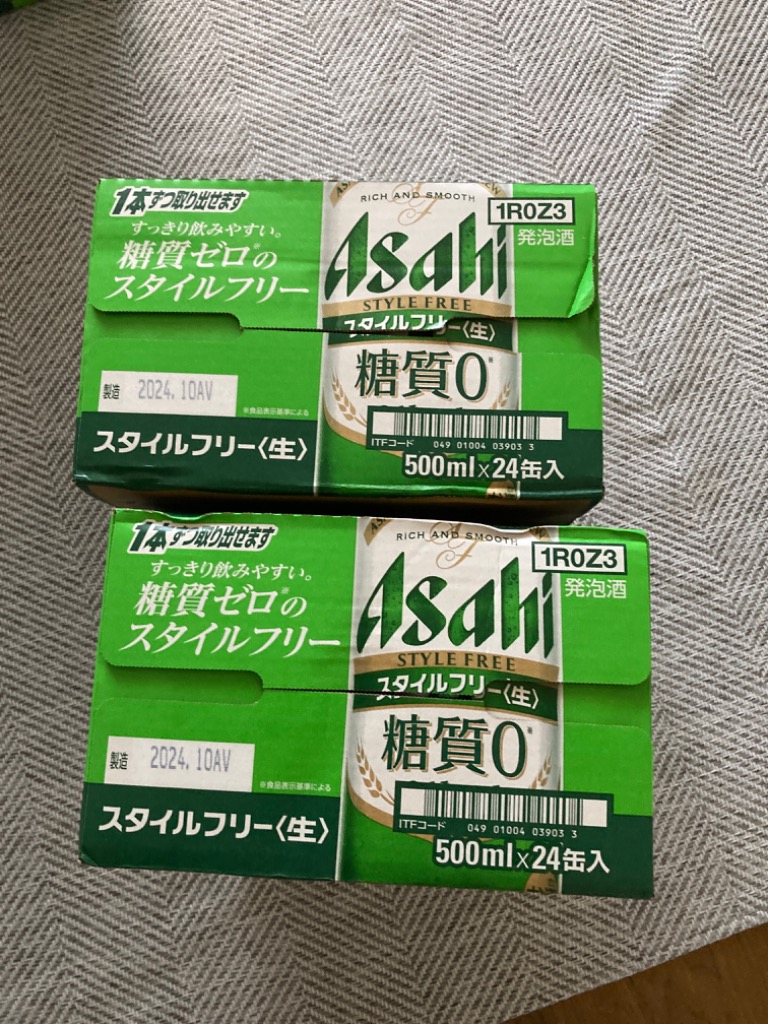 1本ずつ取り出せます
すっきり飲みやすい。
糖質ゼロ※の
スタイルフリー
RICH AND SMOOTH
Asahi
STYLE FREE
スタイルフリー〈生〉
糖質0※
1R0Z3
発泡酒
製造 2024.10AV
※食品表示基準による
スタイルフリー〈生〉
ITFコード 049 01004 03903 3
500ml×24缶入
1本ずつ取り出せます
すっきり飲みやすい。
糖質ゼロ※の
スタイルフリー
RICH AND SMOOTH
Asahi
STYLE FREE
スタイルフリー〈生〉
糖質0※
1R0Z3
発泡酒
製造 2024.10AV
※食品表示基準による
スタイルフリー〈生〉
ITFコード 049 01004 03903 3
500ml×24缶入